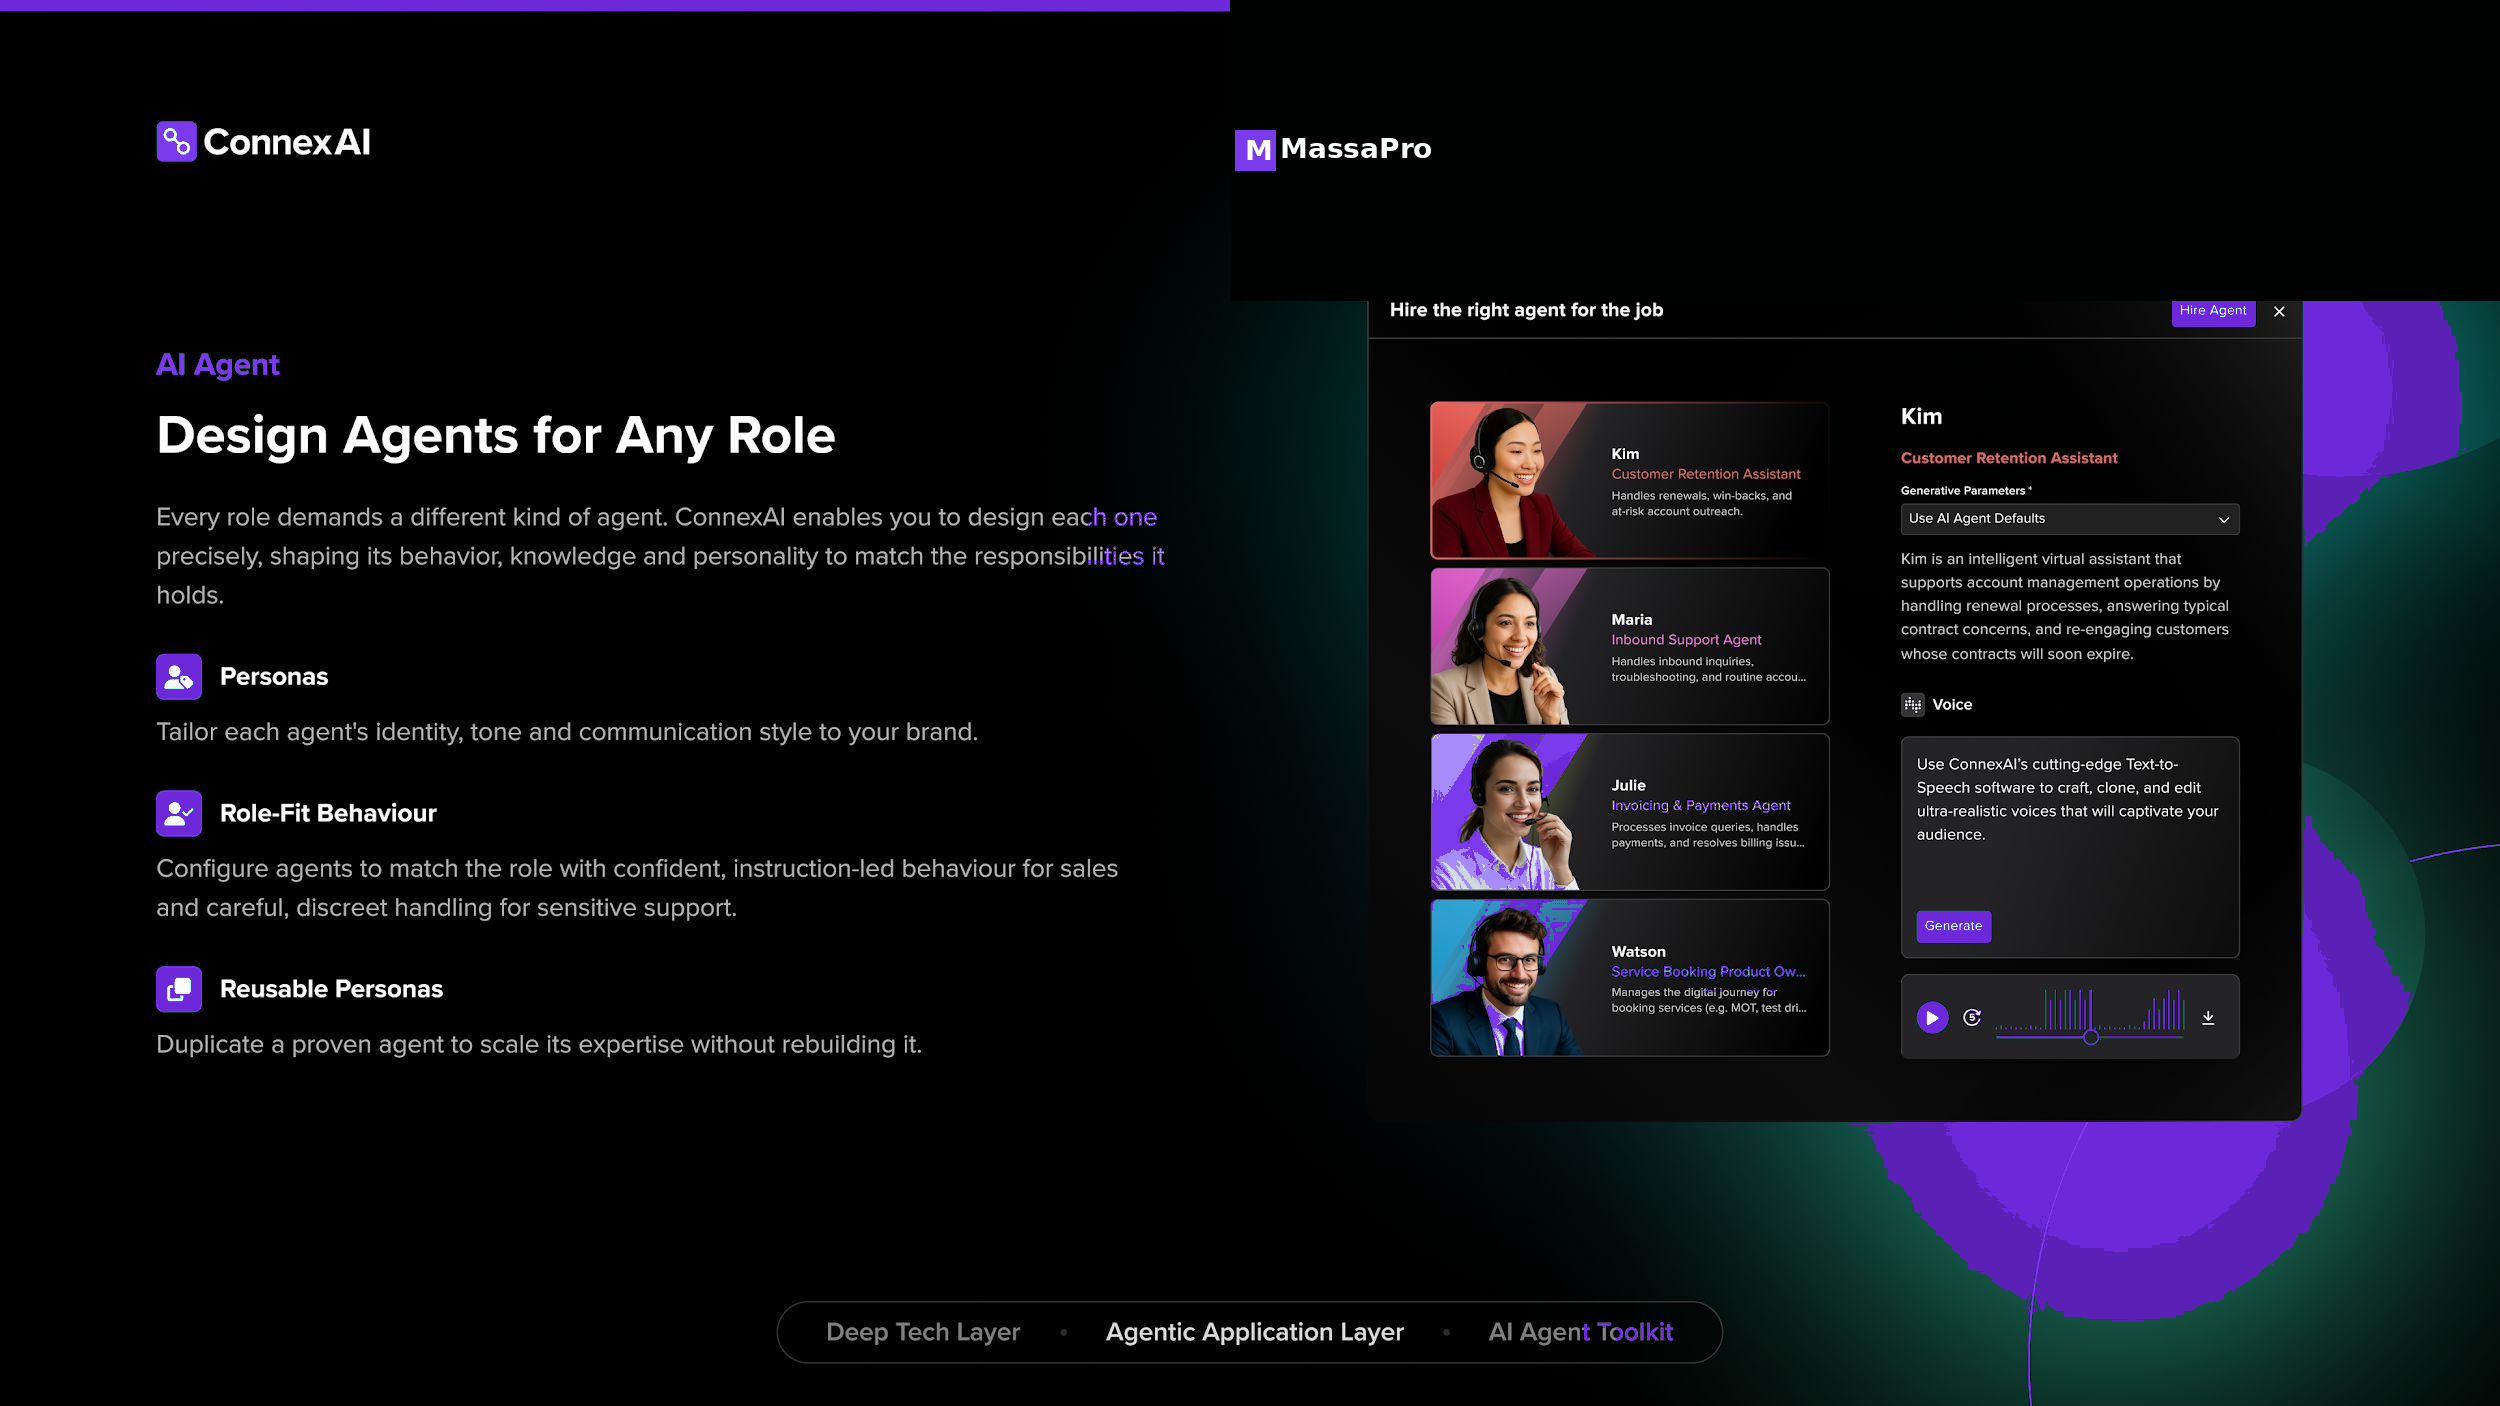 ConnexAI
M MassaPro
AI Agent
Design Agents for Any Role
Every role demands a different kind of agent. ConnexAI enables you to design each one
precisely, shaping its behavior, knowledge and personality to match the responsibilities it
holds.
Personas
Tailor each agent's identity, tone and communication style to your brand.
Role-Fit Behaviour
Configure agents to match the role with confident, instruction-led behaviour for sales
and careful, discreet handling for sensitive support.
Reusable Personas
Duplicate a proven agent to scale its expertise without rebuilding it.
Hire the right agent for the job
Hire Agent
Kim
Customer Retention Assistant
Handles renewals, win-backs, and
at-risk account outreach.
Maria
Inbound Support Agent
Handles inbound inquiries,
troubleshooting, and routine accou...
Julie
Invoicing & Payments Agent
Processes invoice queries, handles
payments, and resolves billing issu...
Watson
Service Booking Product Ow...
Manages the digital journey for
booking services (e.g. MOT, test dri...
Kim
Customer Retention Assistant
Generative Parameters *
Use AI Agent Defaults
Kim is an intelligent virtual assistant that
supports account management operations by
handling renewal processes, answering typical
contract concerns, and re-engaging customers
whose contracts will soon expire.
Voice
Use ConnexAI's cutting-edge Text-to-
Speech software to craft, clone, and edit
ultra-realistic voices that will captivate your
audience.
Generate
5
Deep Tech Layer • Agentic Application Layer • AI Agent Toolkit